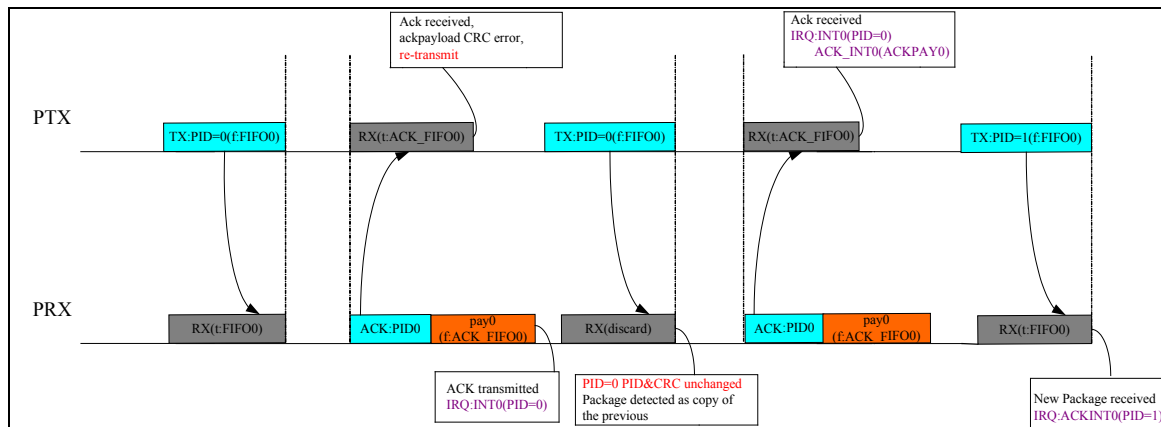 Ack received,
ackpayload CRC error,
re-transmit
Ack received
IRQ:INT0(PID=0)
ACK_INT0(ACKPAY0)
PTX
TX:PID=0(f:FIFO0)
RX(t:ACK_FIFO0)
TX:PID=0(f:FIFO0)
RX(t:ACK_FIFO0)
TX:PID=1(f:FIFO0)
PRX
RX(t:FIFO0)
ACK:PID0
pay0
(f:ACK_FIFO0)
RX(discard)
ACK:PID0
pay0
(f:ACK_FIFO0)
RX(t:FIFO0)
ACK transmitted
IRQ:INT0(PID=0)
PID=0 PID&CRC unchanged
Package detected as copy of
the previous
New Package received
IRQ:ACKINT0(PID=1)